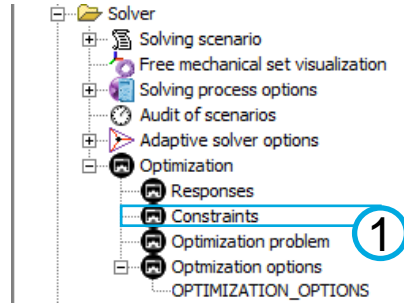 Solver
Solving scenario
Free mechanical set visualization
Solving process options
Audit of scenarios
Adaptive solver options
Optimization
Responses
Constraints
1
Optimization problem
Optmization options
OPTIMIZATION_OPTIONS